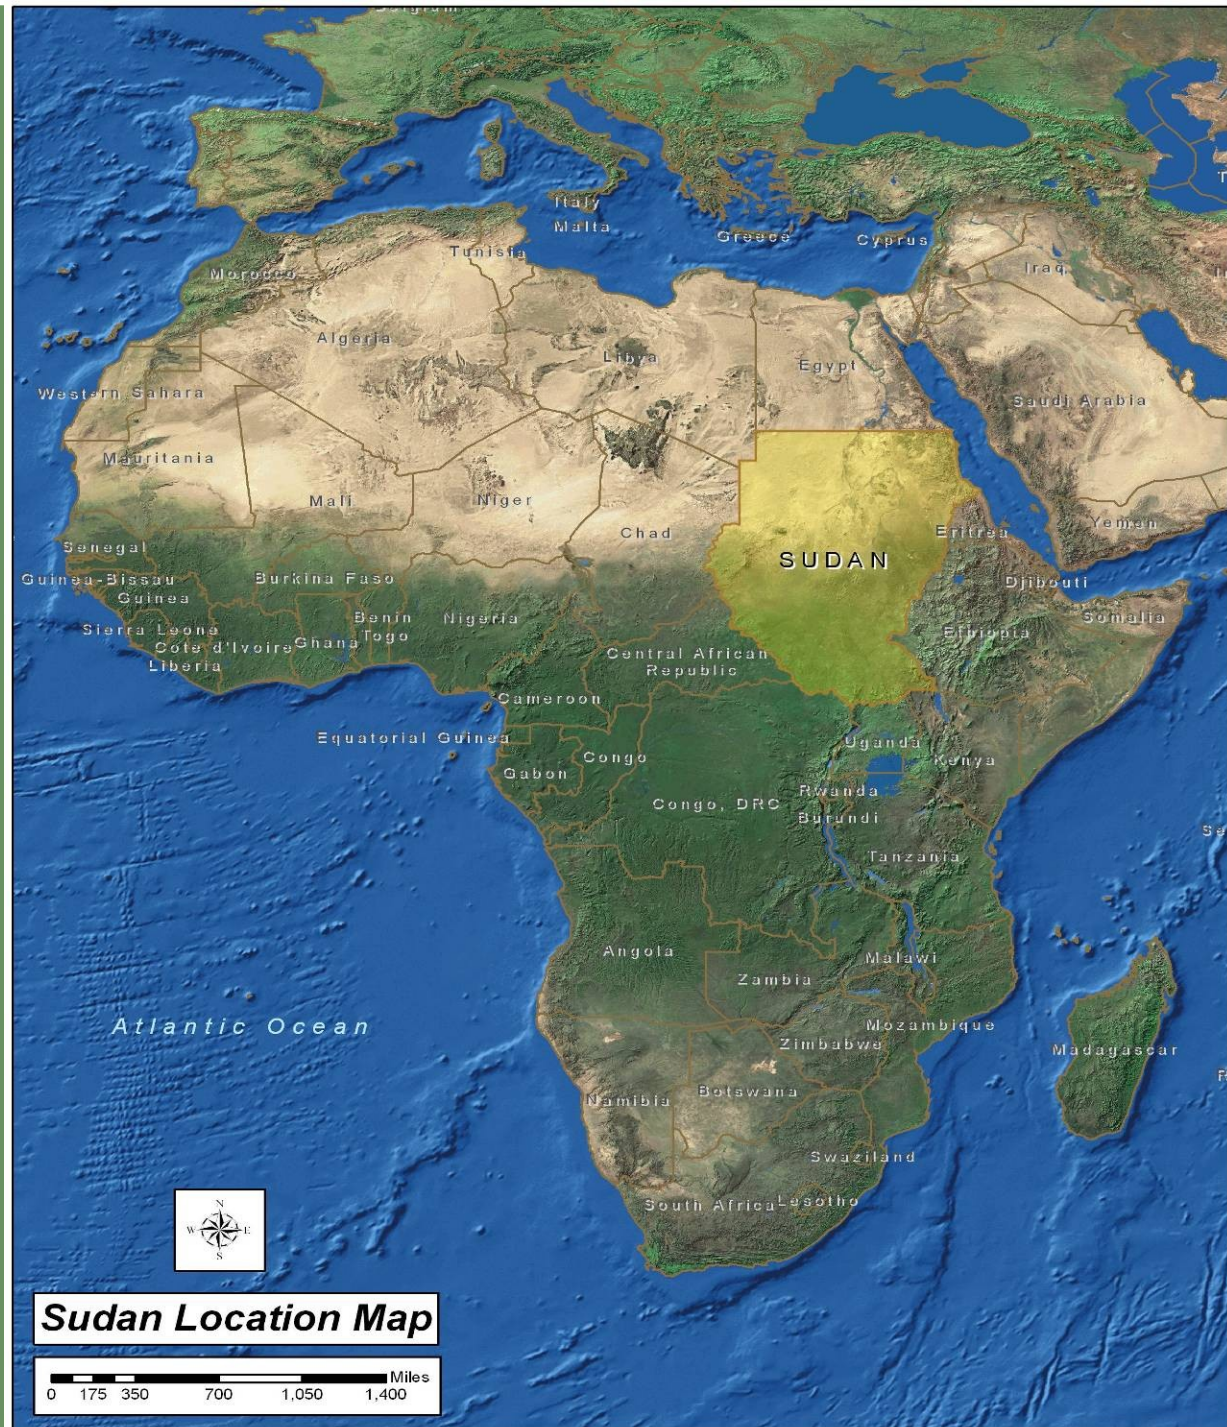 Belgium
Italy
Malta
Greece
Cyprus
Tunisia
Morocco
Iraq
Algeria
Libya
Egypt
Western Sahara
Saudi Arabia
Mauritania
Mali
Niger
Chad
Yemen
Eritrea
Senegal
SUDAN
Guinea-Bissau
Burkina Faso
Djibouti
Guinea
Benin
Nigeria
Somalia
Sierra Leone
Togo
Ethiopia
Cote d'Ivoire
Ghana
Liberia
Central African
Republic
Cameroon
Equatorial Guinea
Uganda
Congo
Kenya
Gabon
Rwanda
Congo, DRC
Burundi
Tanzania
Angola
Malawi
Zambia
Atlantic Ocean
Mozambique
Zimbabwe
Madagascar
Botswana
Namibia
Swaziland
South Africa
Lesotho
N
W E
S
Sudan Location Map
Miles
0 175 350 700 1,050 1,400